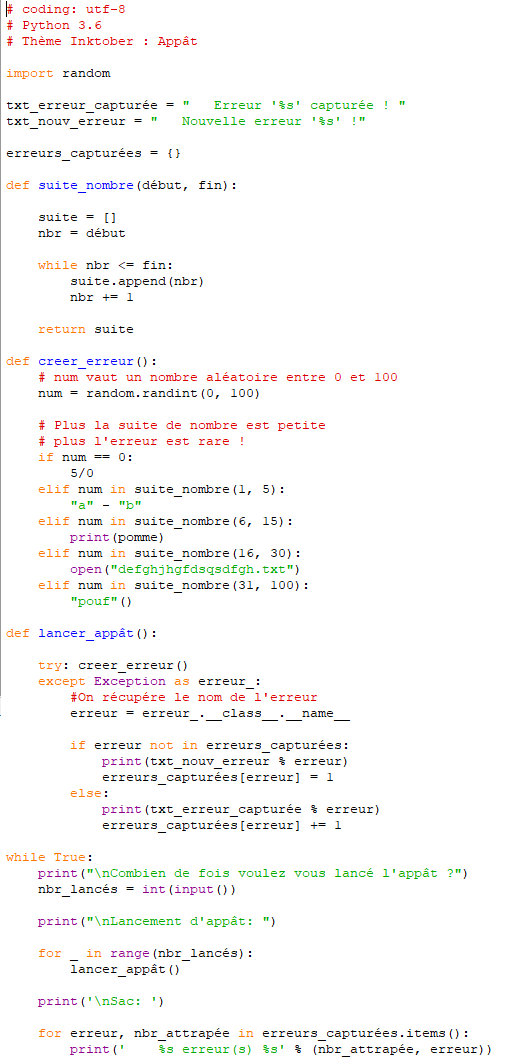 # coding: utf-8
# Python 3.6
# Thème Inktober : Appât

import random

txt_erreur_capturée = "   Erreur '%s' capturée ! "
txt_nouv_erreur = "   Nouvelle erreur '%s' !"

erreurs_capturées = {}

def suite_nombre(début, fin):

    suite = []
    nbr = début

    while nbr <= fin:
        suite.append(nbr)
        nbr += 1

    return suite

def creer_erreur():
    # num vaut un nombre aléatoire entre 0 et 100
    num = random.randint(0, 100)

    # Plus la suite de nombre est petite
    # plus l'erreur est rare !
    if num == 0:
        5/0
    elif num in suite_nombre(1, 5):
        "a" - "b"
    elif num in suite_nombre(6, 15):
        print(pomme)
    elif num in suite_nombre(16, 30):
        open("defghjhgfdsqsdfgh.txt")
    elif num in suite_nombre(31, 100):
        "pouf"()

def lancer_appât():

    try: creer_erreur()
    except Exception as erreur_:
        #On récupére le nom de l'erreur
        erreur = erreur_.__class__.__name__

        if erreur not in erreurs_capturées:
            print(txt_nouv_erreur % erreur)
            erreurs_capturées[erreur] = 1
        else:
            print(txt_erreur_capturée % erreur)
            erreurs_capturées[erreur] += 1

while True:
    print("\nCombien de fois voulez vous lancé l'appât ?")
    nbr_lancés = int(input())

    print("\nLancement d'appât: ")

    for _ in range(nbr_lancés):
        lancer_appât()

    print('\nSac: ')

    for erreur, nbr_attrapée in erreurs_capturées.items():
        print('    %s erreur(s) %s' % (nbr_attrapée, erreur))